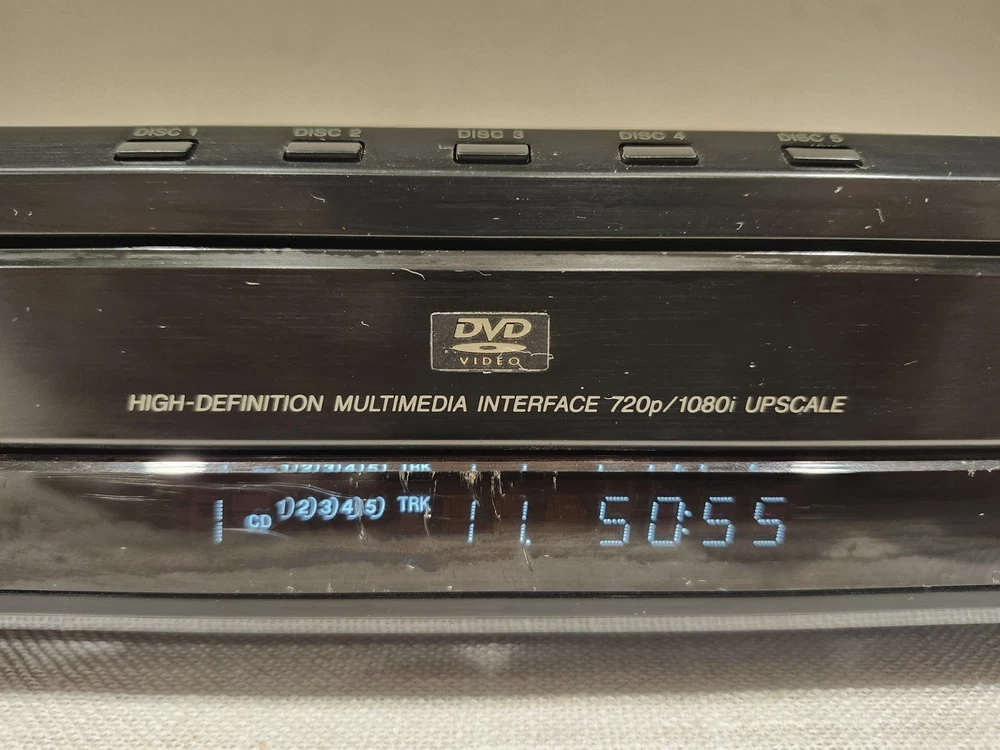 DISC 1 DISC 2 DISC 3 DISC 4 DISC 5
DVD
VIDEO
HIGH-DEFINITION MULTIMEDIA INTERFACE 720p/1080i UPSCALE
1 CD 1)2)3)4)5) TRK 11. 50:55